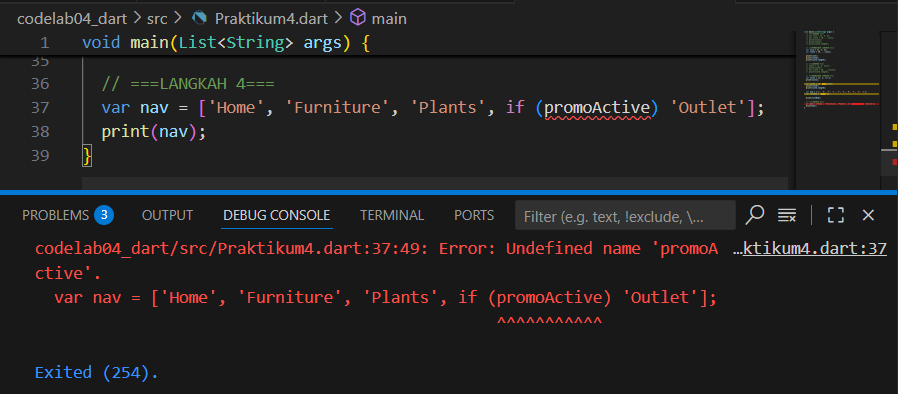 codelab04_dart > src > Praktikum4.dart > main
1 void main(List<String> args) {
35
36 // ===LANGKAH 4===
37 var nav = ['Home', 'Furniture', 'Plants', if (promoActive) 'Outlet'];
38 print(nav);
39 }
PROBLEMS 3 OUTPUT DEBUG CONSOLE TERMINAL PORTS Filter (e.g. text, !exclude, \...
codelab04_dart/src/Praktikum4.dart:37:49: Error: Undefined name 'promoA …ktikum4.dart:37
ctive'.
var nav = ['Home', 'Furniture', 'Plants', if (promoActive) 'Outlet'];
^^^^^^^^^^^
Exited (254).